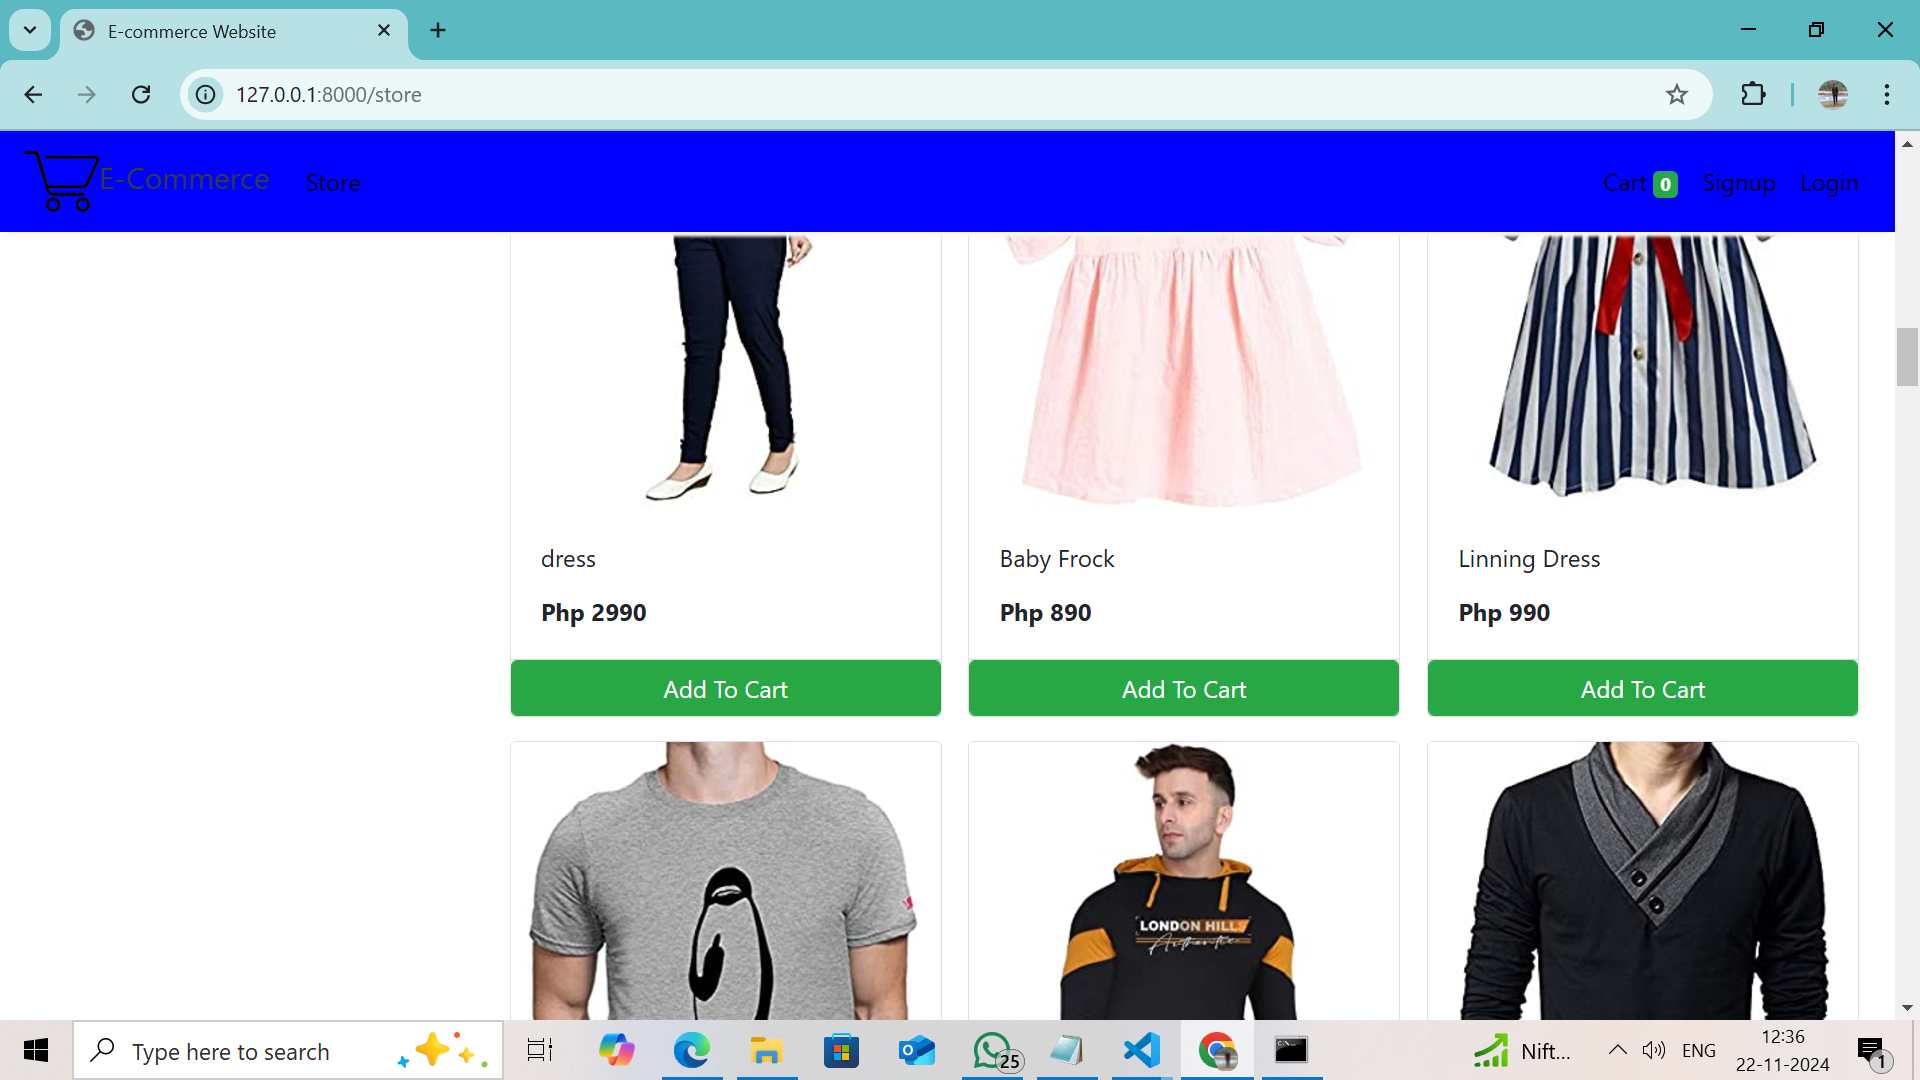 E-commerce Website
127.0.0.1:8000/store
E-Commerce Store Cart 0 Signup Login
dress Baby Frock Linning Dress
Php 2990 Php 890 Php 990
Add To Cart Add To Cart Add To Cart
LONDON HILLS
Authentic
Type here to search 25 Nift... ENG 12:36
22-11-2024 1